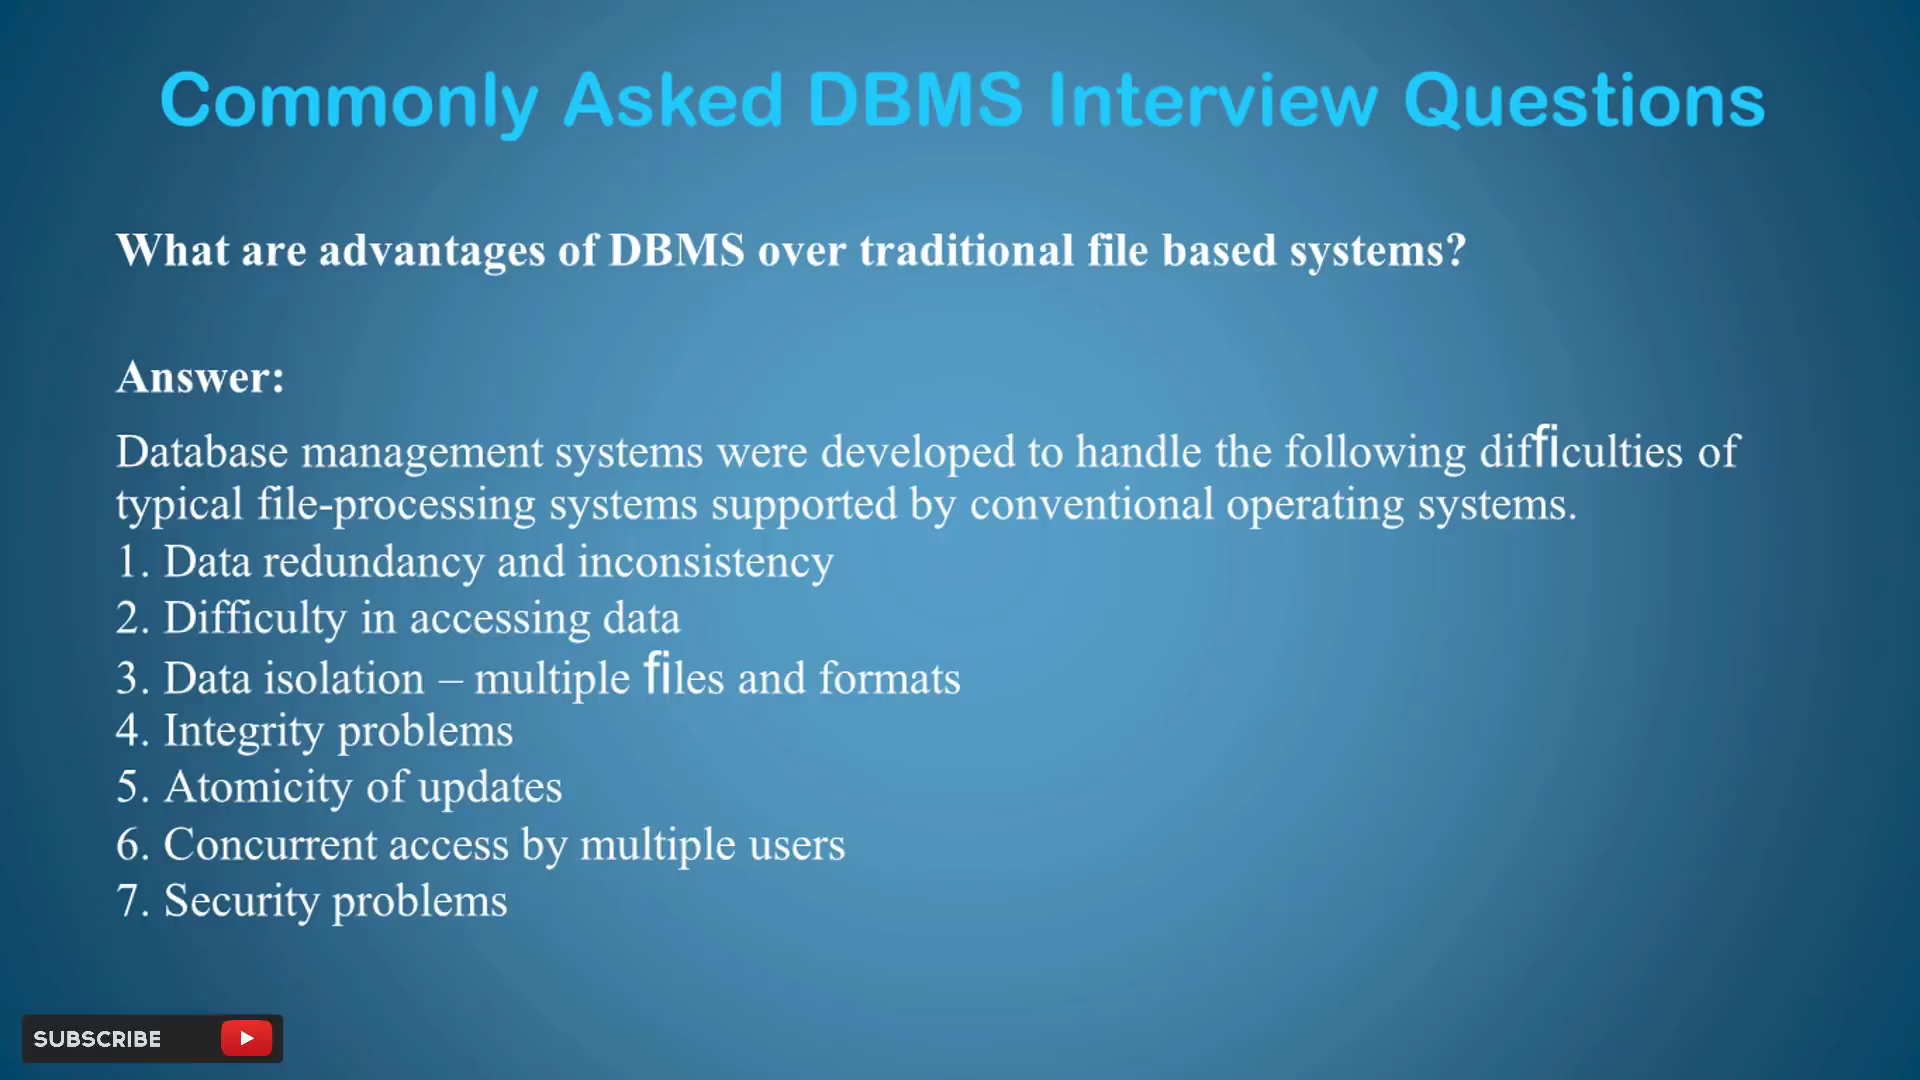 Commonly Asked DBMS Interview Questions
What are advantages of DBMS over traditional file based systems?
Answer:
Database management systems were developed to handle the following difficulties of
typical file-processing systems supported by conventional operating systems.
1. Data redundancy and inconsistency
2. Difficulty in accessing data
3. Data isolation – multiple files and formats
4. Integrity problems
5. Atomicity of updates
6. Concurrent access by multiple users
7. Security problems
SUBSCRIBE